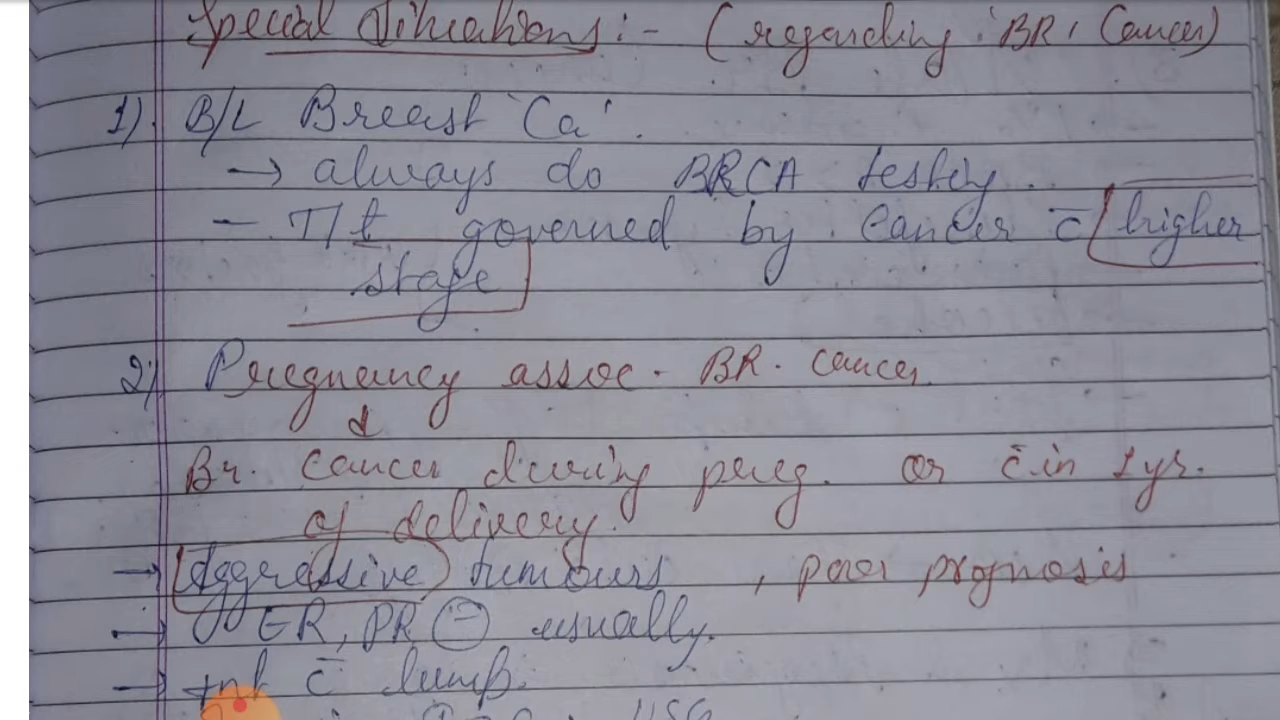 Special Situations :- (regarding BR. Cancer)
1) B/L Breast 'Ca'.
→ always do BRCA testing.
- T/t governed by cancer c̄ higher
stage
2) Pregnancy assoc. BR. cancer
Br. cancer during preg. or c̄in 1yr.
of delivery.
→ Aggressive tumours, poor prognosis
→ ER, PR ⊖ usually.
→ c̄ lump.
USG